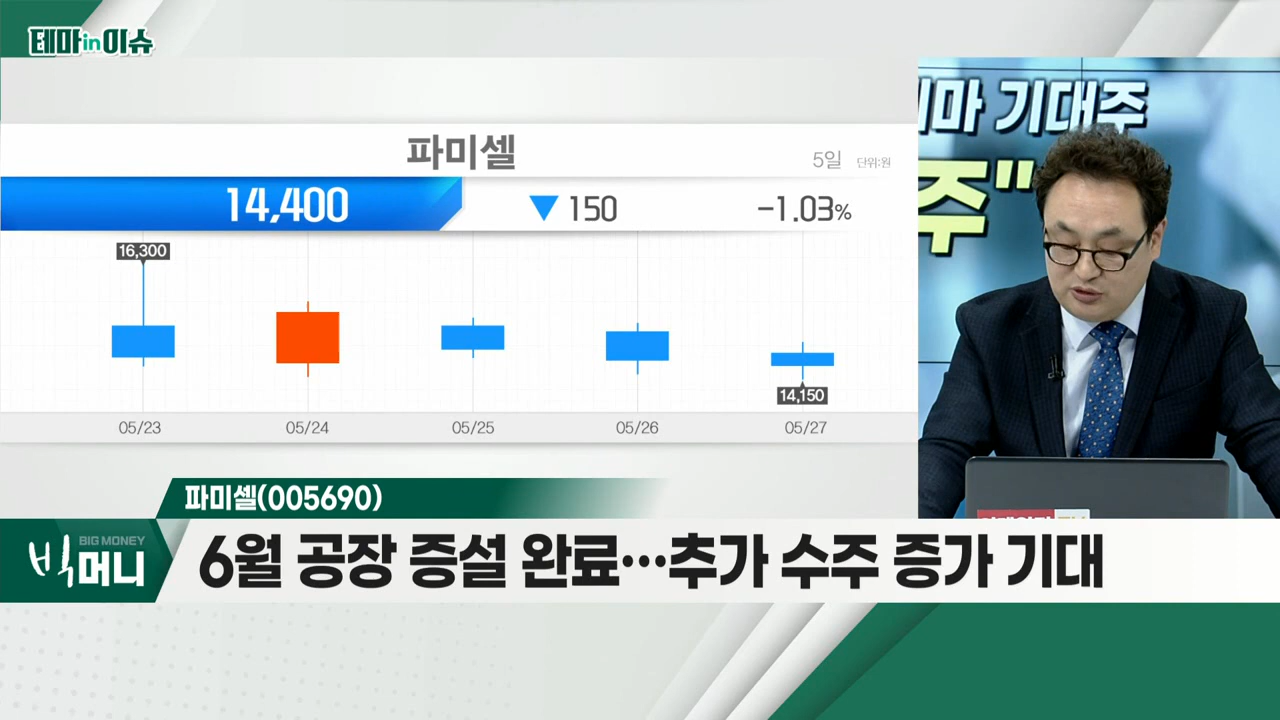 테마in이슈
마 기대주
주"
파미셀
5일 단위:원
14,400 ▼150 -1.03%
16,300
14,150
05/23 05/24 05/25 05/26 05/27
파미셀(005690)
BIG MONEY
빅머니
6월 공장 증설 완료…추가 수주 증가 기대